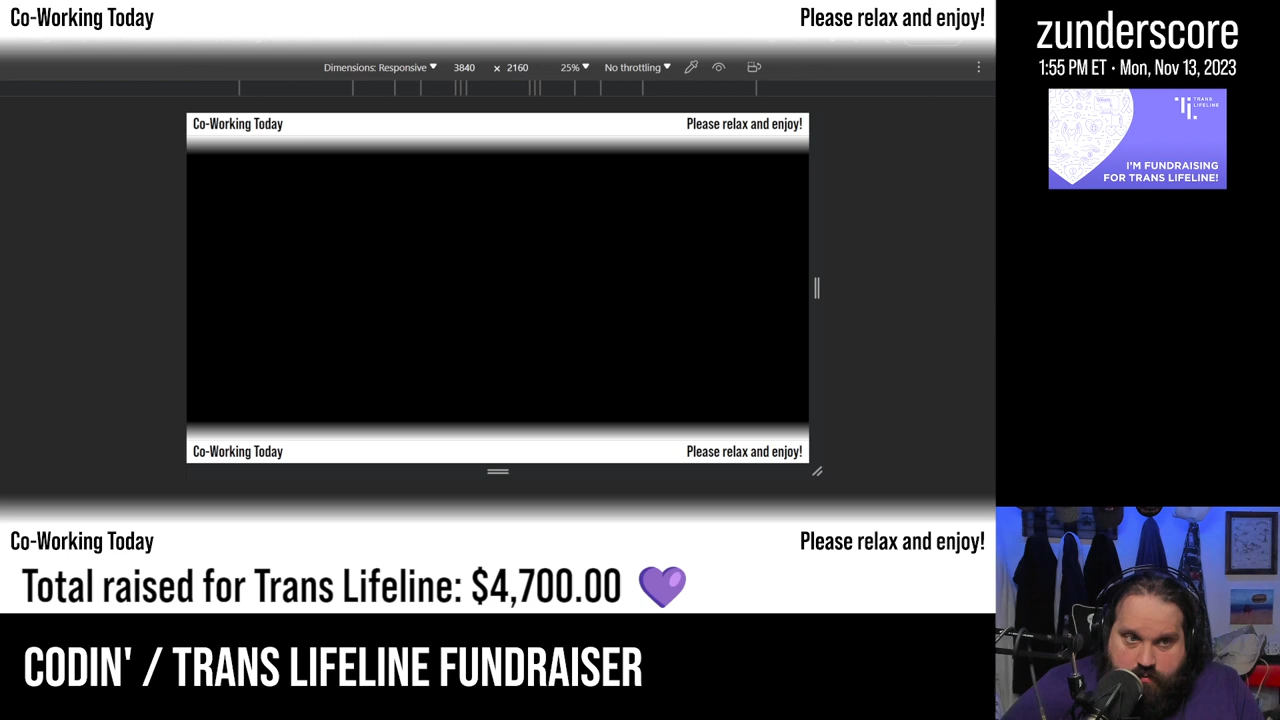 Co-Working Today
Please relax and enjoy!
zunderscore
1:55 PM ET · Mon, Nov 13, 2023
TRANS
LIFELINE
I'M FUNDRAISING
FOR TRANS LIFELINE!
Dimensions: Responsive 3840 × 2160 25% No throttling
Co-Working Today
Please relax and enjoy!
Co-Working Today
Please relax and enjoy!
Co-Working Today
Please relax and enjoy!
Total raised for Trans Lifeline: $4,700.00 💜
CODIN' / TRANS LIFELINE FUNDRAISER